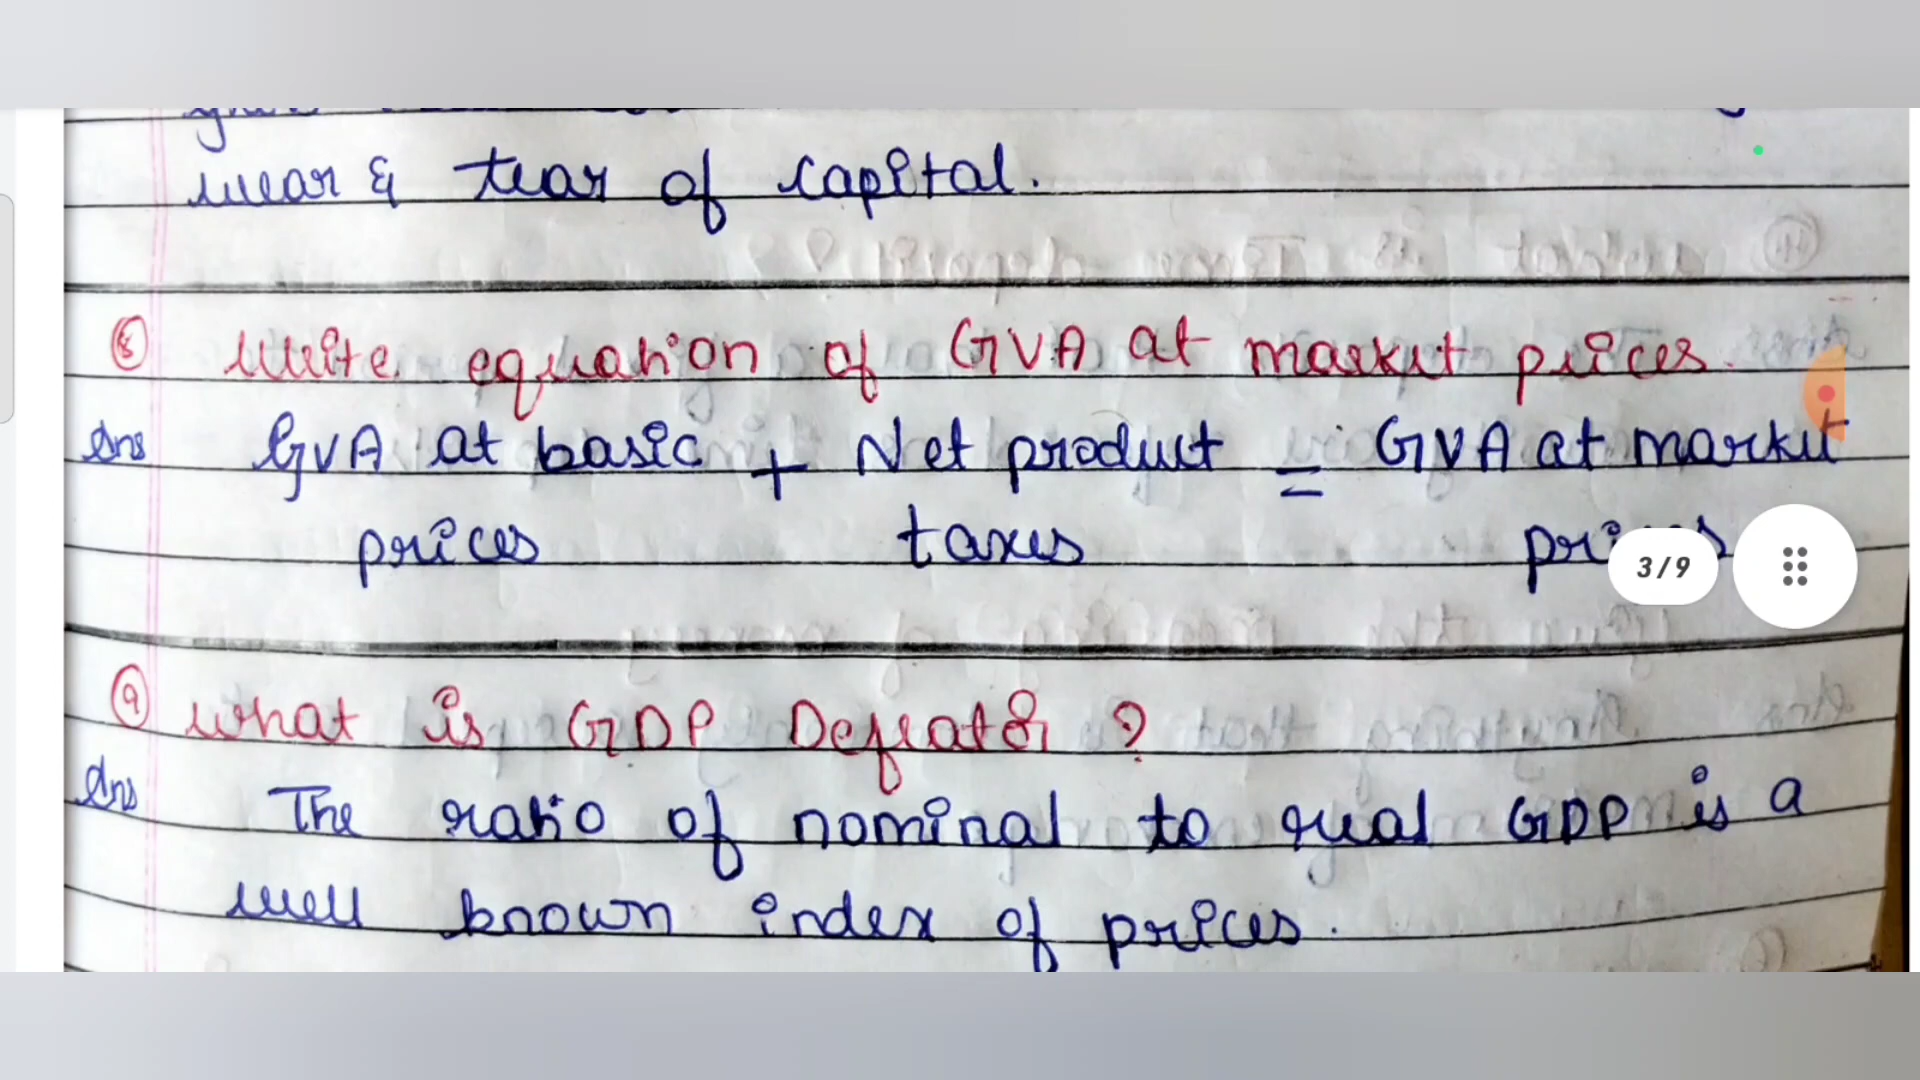 wear & tear of capital.
⑧ Write equation of GVA at market prices.
Ans GVA at basic + Net product = GVA at market
prices taxes
3/9
⑨ What is GDP Deflator ?
Ans The ratio of nominal to real GDP is a
well known index of prices.